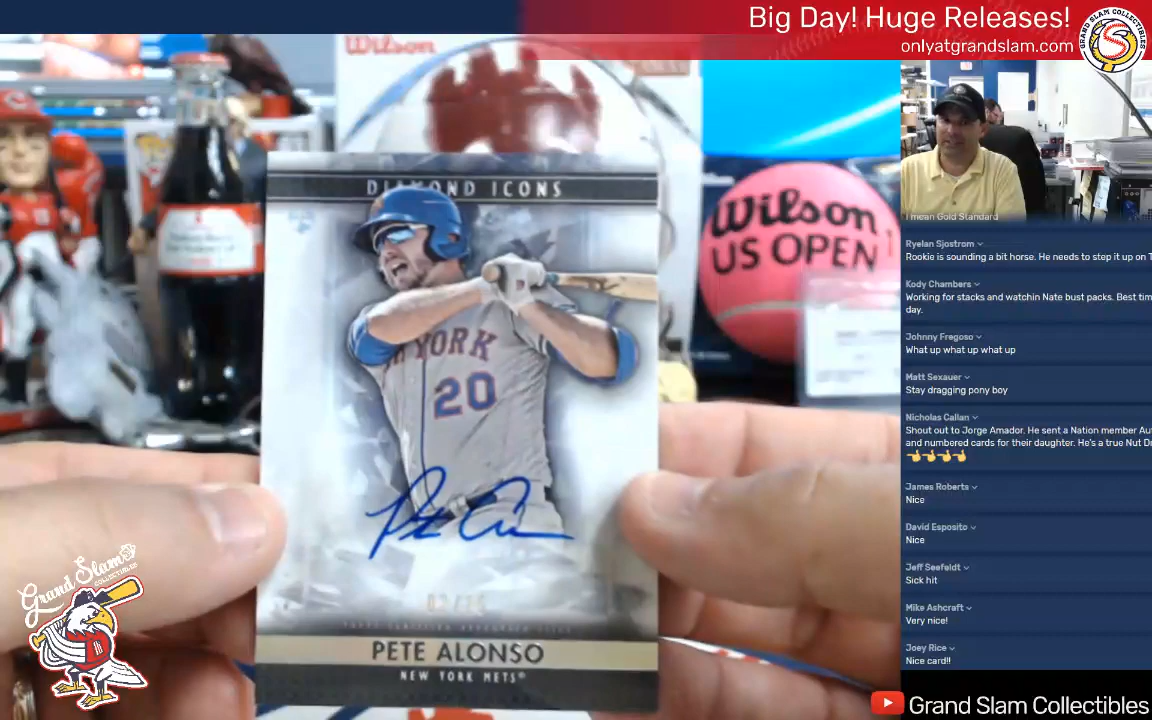 Big Day! Huge Releases!
onlyatgrandslam.com
GRAND SLAM COLLECTIBLES
Wilson
DIAMOND ICONS
Wilson
US OPEN
YORK
20
PETE ALONSO
NEW YORK METS
Grand Slam
COLLECTIBLES
I mean Gold Standard
Ryelan Sjostrom
Rookie is sounding a bit horse. He needs to step it up on
Kody Chambers
Working for stacks and watchin Nate bust packs. Best
day.
Johnny Fregoso
What up what up what up
Matt Sexauer
Stay dragging pony boy
Nicholas Callan
Shout out to Jorge Amador. He sent a Nation member
and numbered cards for their daughter. He's a true Nut
👈👈👈👈
James Roberts
Nice
David Esposito
Nice
Jeff Seefeldt
Sick hit
Mike Ashcraft
Very nice!
Joey Rice
Nice card!!
Grand Slam Collectibles